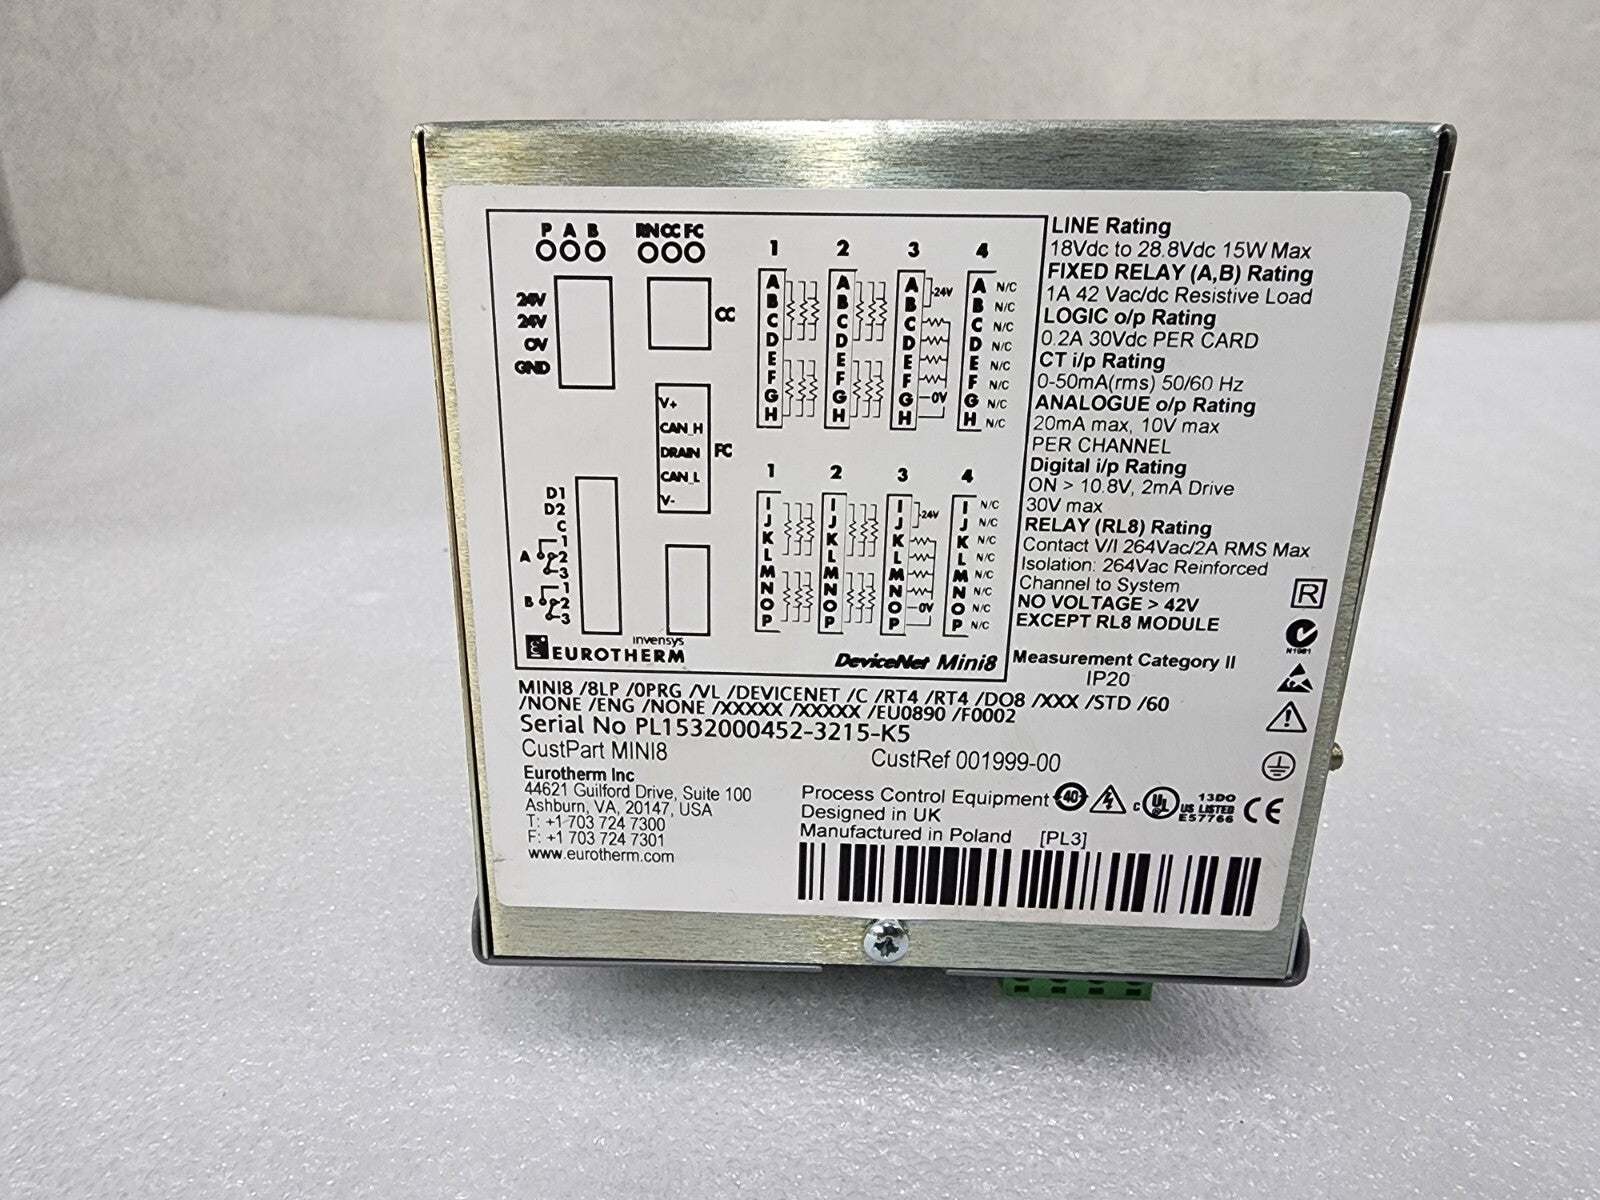 P A B
RN CC FC
24V
24V
0V
GND
CC
V+
CAN_H
DRAIN
CAN_L
V-
FC
D1
D2
C
A
1
2
3
B
1
2
3
1 2 3 4
A A A N/C
B B B N/C
C C C N/C
D D D N/C
E E E N/C
F F F N/C
G G G N/C
H H H N/C
24V
0V
1 2 3 4
I I I I N/C
J J J J N/C
K K K K N/C
L L L L N/C
M M M M N/C
N N N N N/C
O O O O N/C
P P P P N/C
24V
0V
invensys
EUROTHERM
DeviceNet Mini8
LINE Rating
18Vdc to 28.8Vdc 15W Max
FIXED RELAY (A,B) Rating
1A 42 Vac/dc Resistive Load
LOGIC o/p Rating
0.2A 30Vdc PER CARD
CT i/p Rating
0-50mA(rms) 50/60 Hz
ANALOGUE o/p Rating
20mA max, 10V max
PER CHANNEL
Digital i/p Rating
ON > 10.8V, 2mA Drive
30V max
RELAY (RL8) Rating
Contact V/I 264Vac/2A RMS Max
Isolation: 264Vac Reinforced
Channel to System
NO VOLTAGE > 42V
EXCEPT RL8 MODULE
Measurement Category II
IP20
R
N1981
MINI8 /8LP /0PRG /VL /DEVICENET /C /RT4 /RT4 /DO8 /XXX /STD /60
/NONE /ENG /NONE /XXXXX /XXXXX /EU0890 /F0002
Serial No PL1532000452-3215-K5
CustPart MINI8 CustRef 001999-00
Eurotherm Inc
44621 Guilford Drive, Suite 100
Ashburn, VA, 20147, USA
T: +1 703 724 7300
F: +1 703 724 7301
www.eurotherm.com
Process Control Equipment
Designed in UK
Manufactured in Poland [PL3]
40
C UL US LISTED
13DO
E57766
CE